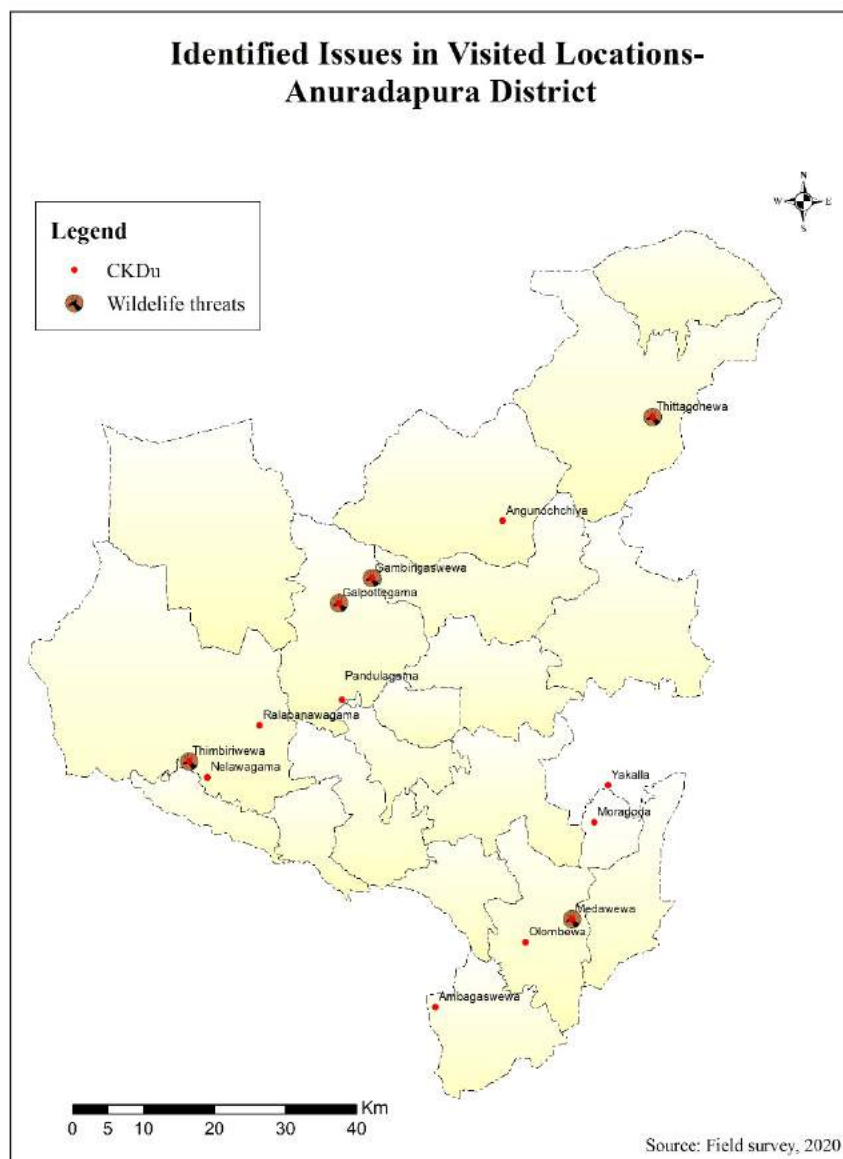 Identified Issues in Visited Locations-
Anuradapura District
N
W E
S
Legend
CKDu
Wildelife threats
Thittagonewa
Angunochchiya
Gambirigaswewa
Galpottegama
Pandulagama
Ralabanawagama
Thimbiriwewa
Nelawagama
Yakalla
Moragoda
Medawewa
Olombewa
Ambagaswewa
Km
0 5 10 20 30 40
Source: Field survey, 2020